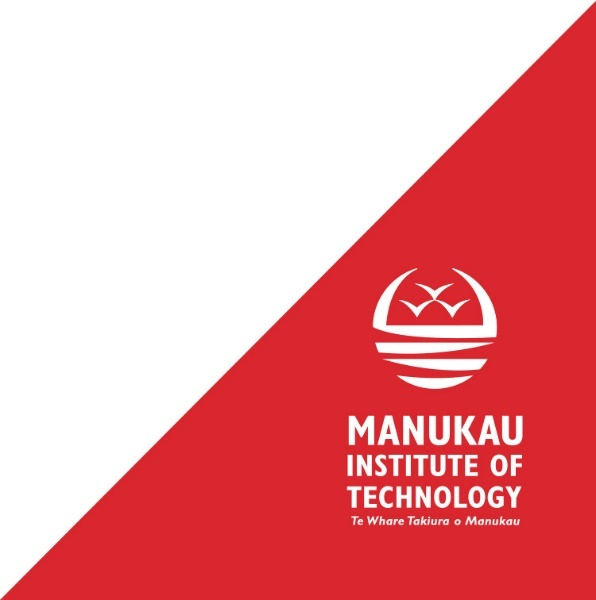 MANUKAU
INSTITUTE OF
TECHNOLOGY
Te Whare Takiura o Manukau